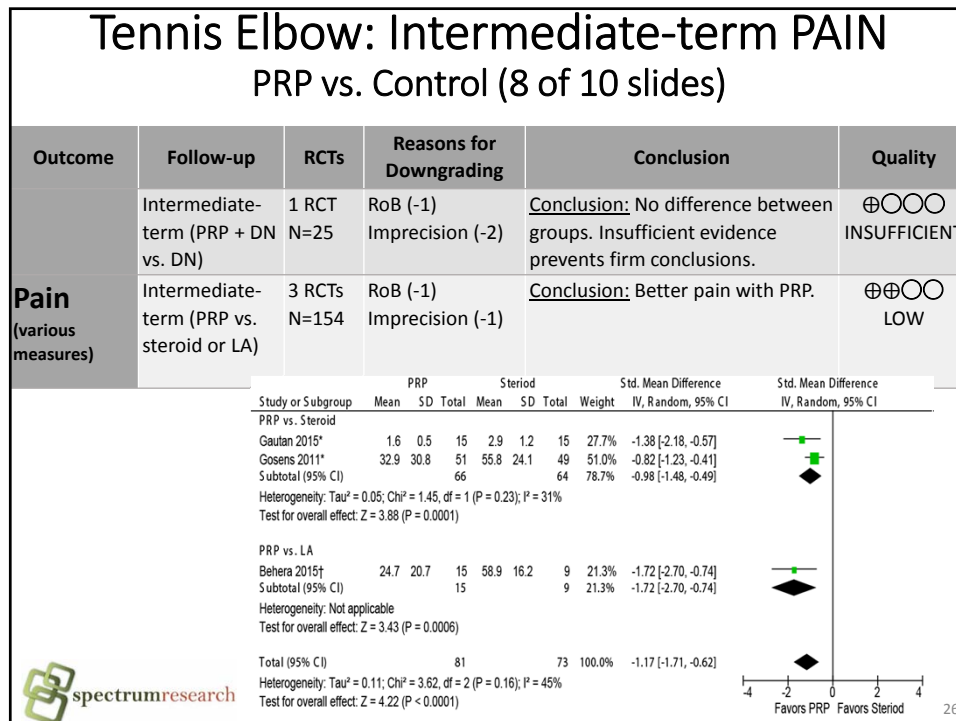 Tennis Elbow: Intermediate-term PAIN
PRP vs. Control (8 of 10 slides)
Outcome Follow-up RCTs Reasons for Downgrading Conclusion Quality
Intermediate-term (PRP + DN vs. DN) 1 RCT N=25 RoB (-1) Imprecision (-2) Conclusion: No difference between groups. Insufficient evidence prevents firm conclusions. ⊕◯◯◯ INSUFFICIENT
Pain (various measures) Intermediate-term (PRP vs. steroid or LA) 3 RCTs N=154 RoB (-1) Imprecision (-1) Conclusion: Better pain with PRP. ⊕⊕◯◯ LOW
PRP Steriod Std. Mean Difference Std. Mean Difference
Study or Subgroup Mean SD Total Mean SD Total Weight IV, Random, 95% CI IV, Random, 95% CI
PRP vs. Steroid
Gautan 2015* 1.6 0.5 15 2.9 1.2 15 27.7% -1.38 [-2.18, -0.57]
Gosens 2011* 32.9 30.8 51 55.8 24.1 49 51.0% -0.82 [-1.23, -0.41]
Subtotal (95% CI) 66 64 78.7% -0.98 [-1.48, -0.49]
Heterogeneity: Tau² = 0.05; Chi² = 1.45, df = 1 (P = 0.23); I² = 31%
Test for overall effect: Z = 3.88 (P = 0.0001)
PRP vs. LA
Behera 2015† 24.7 20.7 15 58.9 16.2 9 21.3% -1.72 [-2.70, -0.74]
Subtotal (95% CI) 15 9 21.3% -1.72 [-2.70, -0.74]
Heterogeneity: Not applicable
Test for overall effect: Z = 3.43 (P = 0.0006)
Total (95% CI) 81 73 100.0% -1.17 [-1.71, -0.62]
Heterogeneity: Tau² = 0.11; Chi² = 3.62, df = 2 (P = 0.16); I² = 45%
Test for overall effect: Z = 4.22 (P < 0.0001)
-4 -2 0 2 4
Favors PRP Favors Steriod
spectrumresearch
26